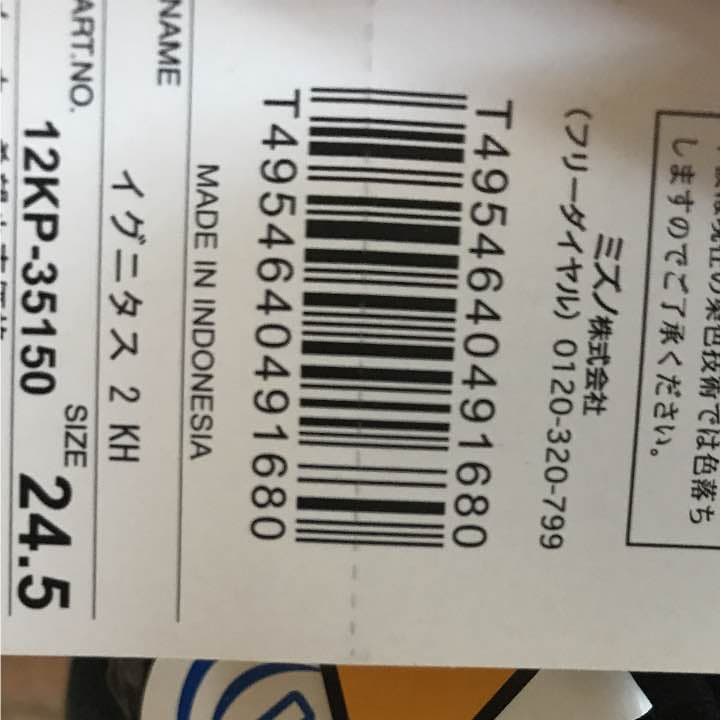 しますのでご了承ください。
ミズノ株式会社
(フリーダイヤル) 0120-320-799
T4954640491680
T4954640491680
MADE IN INDONESIA
NAME
イグニタス 2 KH
ART.NO. 12KP-35150 SIZE 24.5